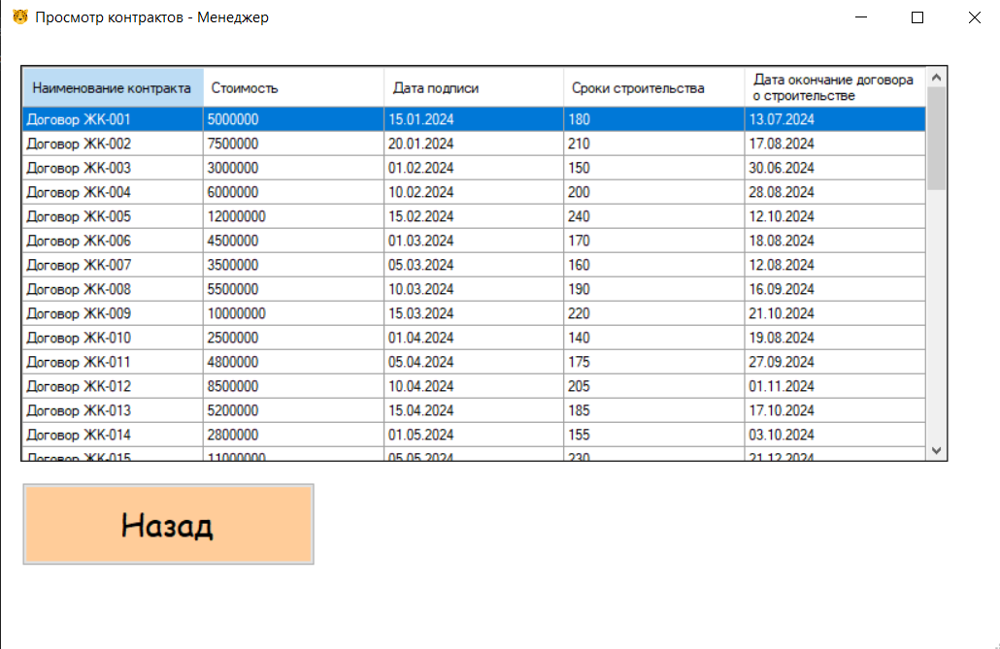 Просмотр контрактов - Менеджер
Наименование контракта Стоимость Дата подписи Сроки строительства Дата окончание договора
о строительстве
Договор ЖК-001 5000000 15.01.2024 180 13.07.2024
Договор ЖК-002 7500000 20.01.2024 210 17.08.2024
Договор ЖК-003 3000000 01.02.2024 150 30.06.2024
Договор ЖК-004 6000000 10.02.2024 200 28.08.2024
Договор ЖК-005 12000000 15.02.2024 240 12.10.2024
Договор ЖК-006 4500000 01.03.2024 170 18.08.2024
Договор ЖК-007 3500000 05.03.2024 160 12.08.2024
Договор ЖК-008 5500000 10.03.2024 190 16.09.2024
Договор ЖК-009 10000000 15.03.2024 220 21.10.2024
Договор ЖК-010 2500000 01.04.2024 140 19.08.2024
Договор ЖК-011 4800000 05.04.2024 175 27.09.2024
Договор ЖК-012 8500000 10.04.2024 205 01.11.2024
Договор ЖК-013 5200000 15.04.2024 185 17.10.2024
Договор ЖК-014 2800000 01.05.2024 155 03.10.2024
Договор ЖК-015 11000000 05.05.2024 230 21.12.2024
Назад